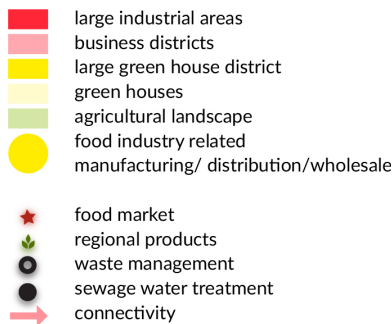 large industrial areas
business districts
large green house district
green houses
agricultural landscape
food industry related
manufacturing/ distribution/wholesale
food market
regional products
waste management
sewage water treatment
connectivity